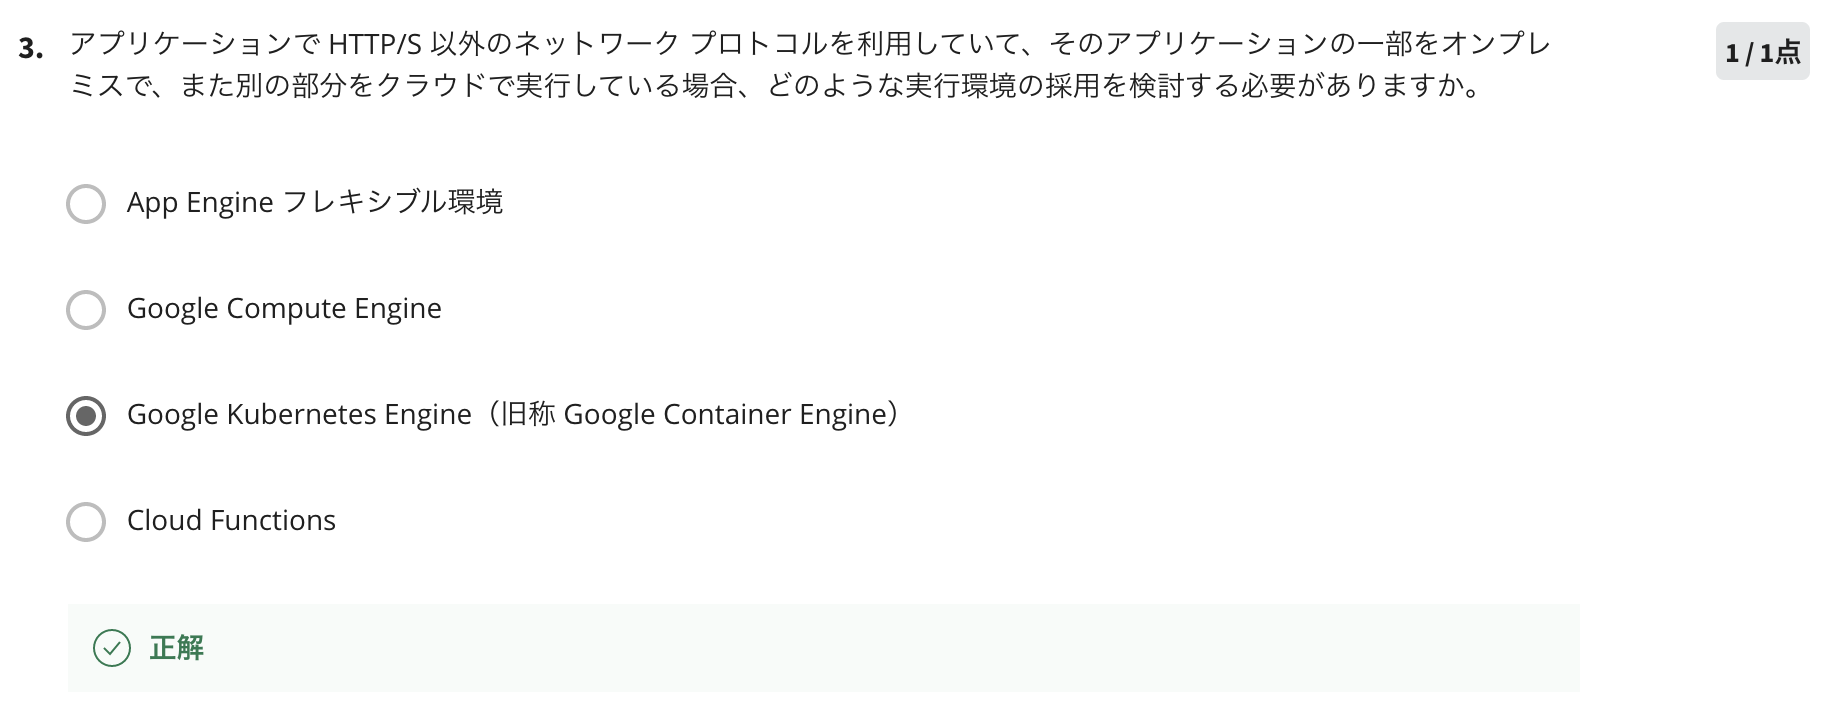 3. アプリケーションで HTTP/S 以外のネットワーク プロトコルを利用していて、そのアプリケーションの一部をオンプレ
ミスで、また別の部分をクラウドで実行している場合、どのような実行環境の採用を検討する必要がありますか。
1 / 1点
App Engine フレキシブル環境
Google Compute Engine
Google Kubernetes Engine（旧称 Google Container Engine）
Cloud Functions
正解